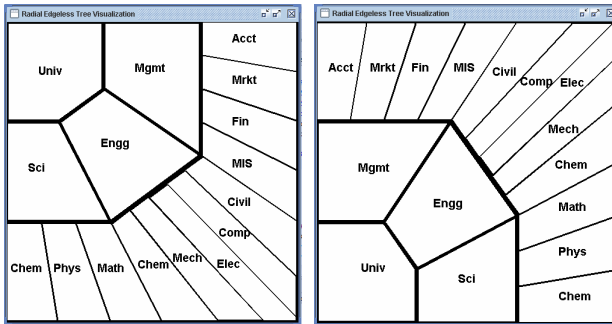 Radial Edgeless Tree Visualization
Univ
Mgmt
Acct
Mrkt
Fin
MIS
Sci
Engg
Civil
Comp
Elec
Mech
Chem
Math
Phys
Chem
Radial Edgeless Tree Visualization
Acct
Mrkt
Fin
MIS
Civil
Comp
Elec
Mech
Chem
Math
Phys
Chem
Mgmt
Engg
Univ
Sci